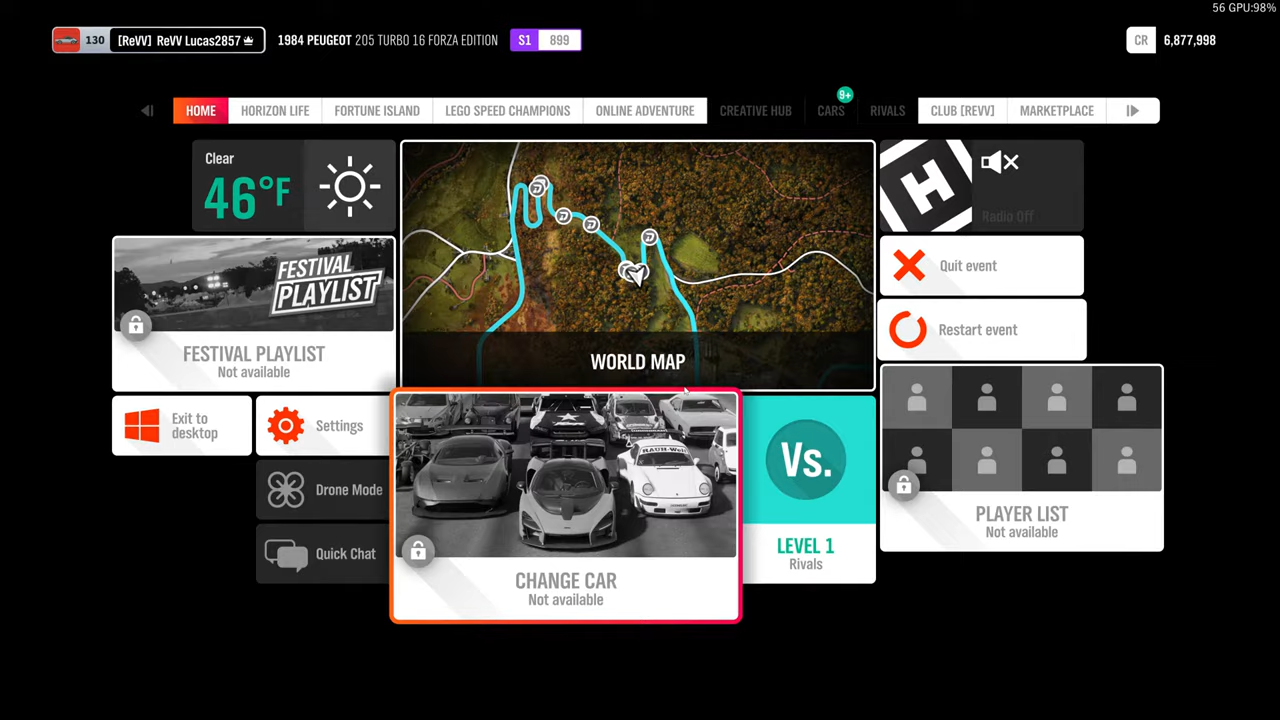 56 GPU:98%
130 [ReVV] ReVV Lucas2857
1984 PEUGEOT 205 TURBO 16 FORZA EDITION
S1 899
CR 6,877,998
HOME
HORIZON LIFE
FORTUNE ISLAND
LEGO SPEED CHAMPIONS
ONLINE ADVENTURE
CREATIVE HUB
CARS
9+
RIVALS
CLUB [REVV]
MARKETPLACE
Clear
46°F
FESTIVAL
PLAYLIST
FESTIVAL PLAYLIST
Not available
Exit to
desktop
Settings
Drone Mode
Quick Chat
WORLD MAP
RAUH-Welt
CHANGE CAR
Not available
Vs.
LEVEL 1
Rivals
H
Radio Off
Quit event
Restart event
PLAYER LIST
Not available